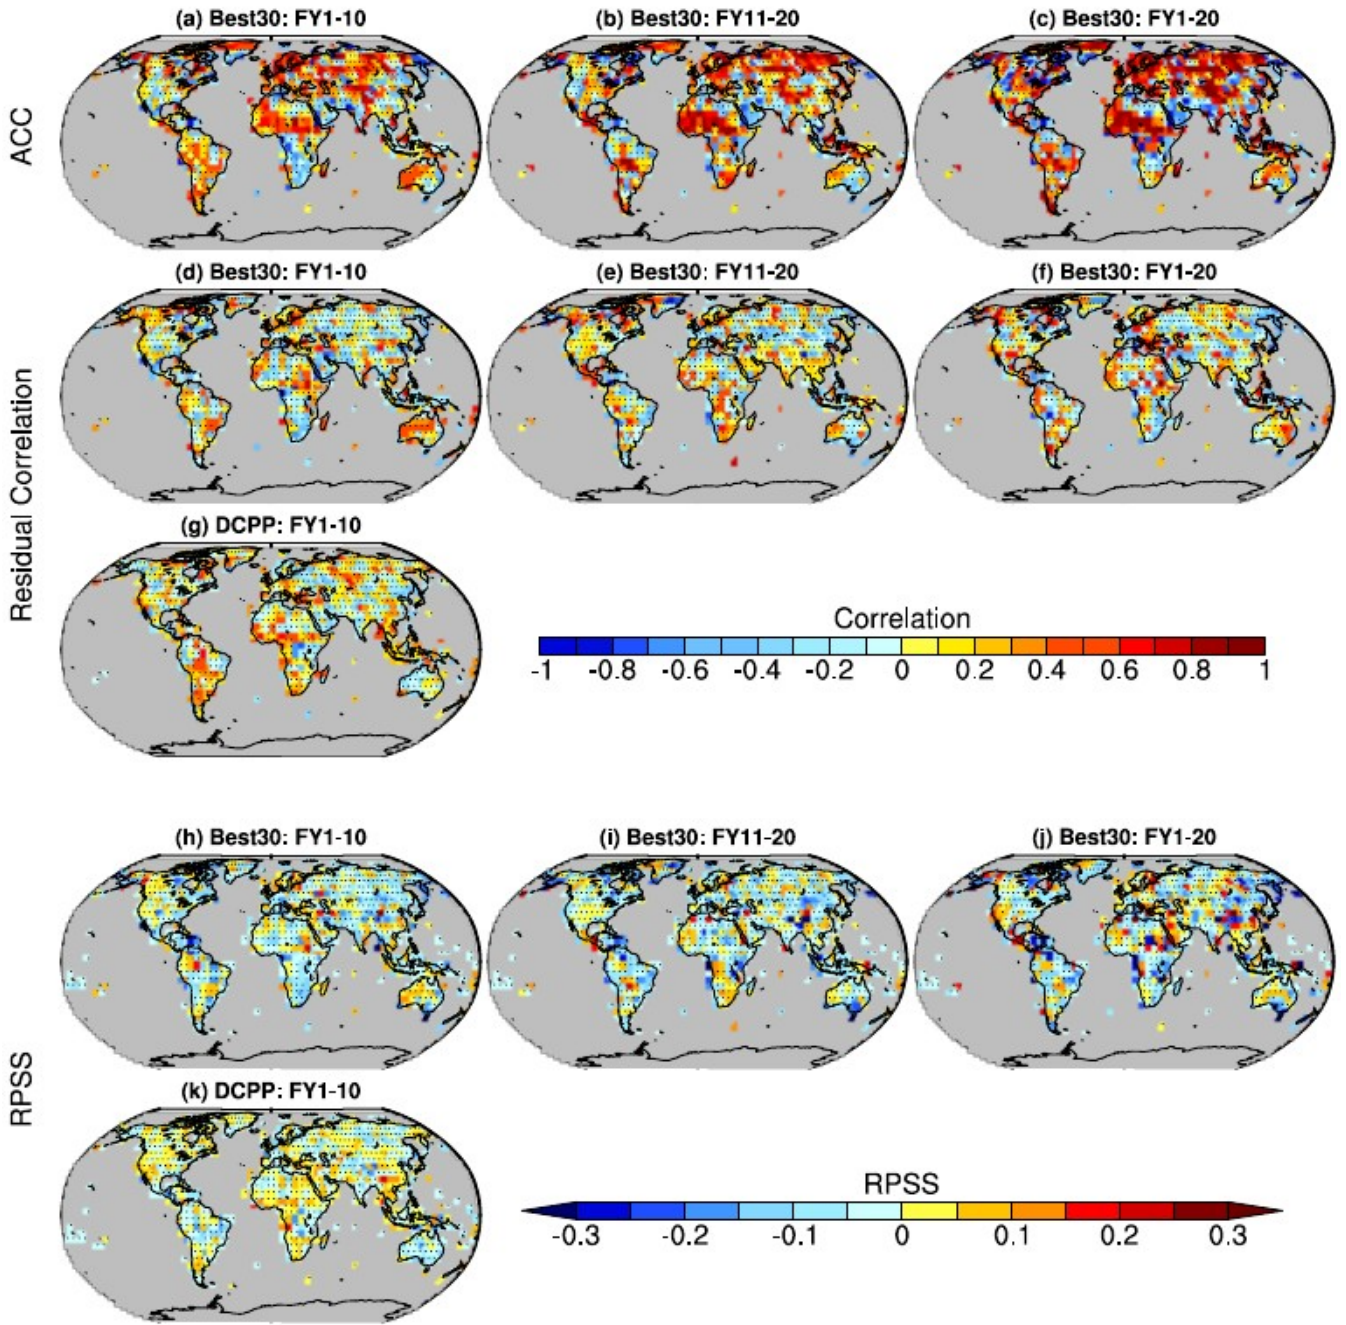 (a) Best30: FY1-10 (b) Best30: FY11-20 (c) Best30: FY1-20
ACC
(d) Best30: FY1-10 (e) Best30: FY11-20 (f) Best30: FY1-20
Residual Correlation
(g) DCPP: FY1-10
Correlation
-1 -0.8 -0.6 -0.4 -0.2 0 0.2 0.4 0.6 0.8 1
(h) Best30: FY1-10 (i) Best30: FY11-20 (j) Best30: FY1-20
RPSS
(k) DCPP: FY1-10
RPSS
-0.3 -0.2 -0.1 0 0.1 0.2 0.3